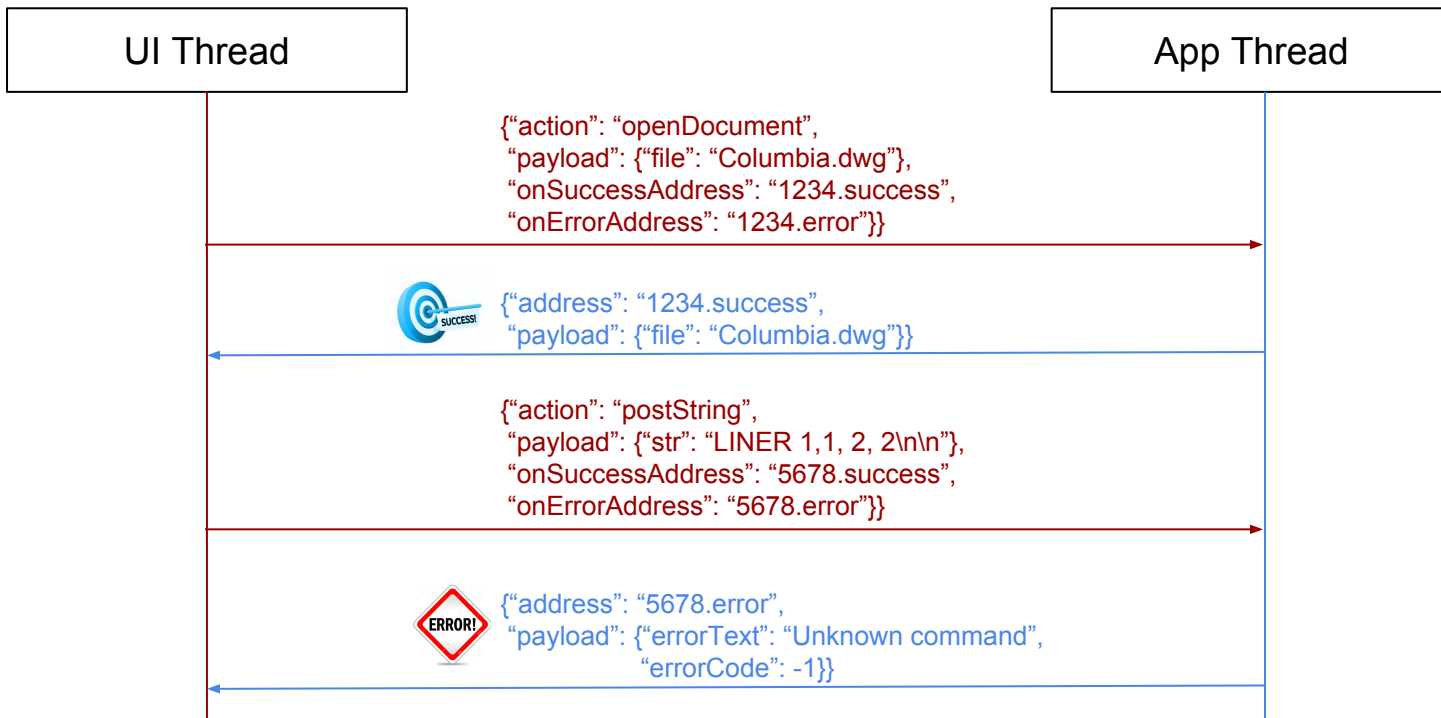 UI Thread
App Thread
{“action”: “openDocument”,
“payload”: {“file”: “Columbia.dwg”},
“onSuccessAddress”: “1234.success”,
“onErrorAddress”: “1234.error”}}
SUCCESS!
{“address”: “1234.success”,
“payload”: {“file”: “Columbia.dwg”}}
{“action”: “postString”,
“payload”: {“str”: “LINER 1,1, 2, 2\n\n”},
“onSuccessAddress”: “5678.success”,
“onErrorAddress”: “5678.error”}}
ERROR!
{“address”: “5678.error”,
“payload”: {“errorText”: “Unknown command”,
“errorCode”: -1}}